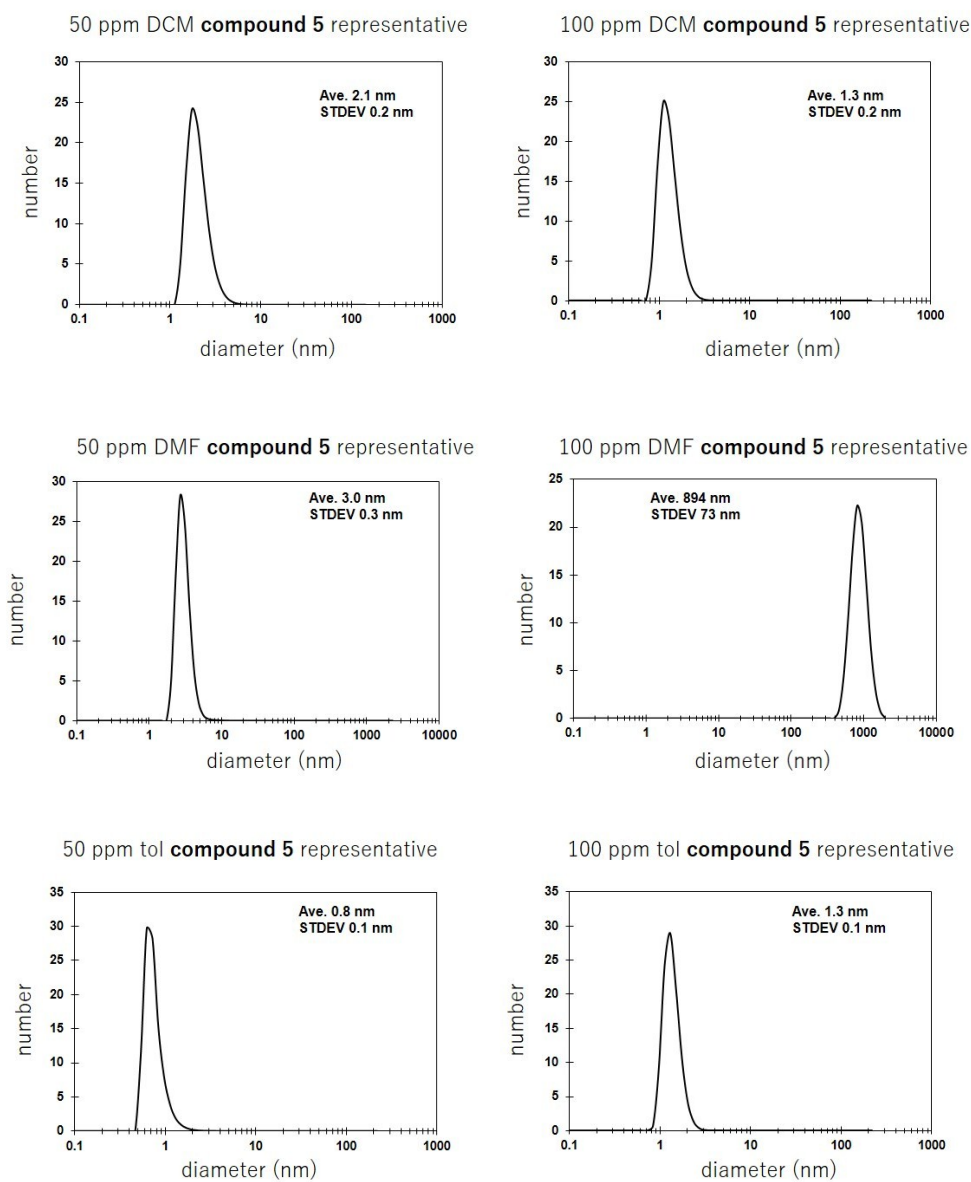 50 ppm DCM compound 5 representative
Ave. 2.1 nm
STDEV 0.2 nm
30
25
20
15
10
5
0
number
0.1 1 10 100 1000
diameter (nm)
100 ppm DCM compound 5 representative
Ave. 1.3 nm
STDEV 0.2 nm
30
25
20
15
10
5
0
number
0.1 1 10 100 1000
diameter (nm)
50 ppm DMF compound 5 representative
Ave. 3.0 nm
STDEV 0.3 nm
30
25
20
15
10
5
0
number
0.1 1 10 100 1000 10000
diameter (nm)
100 ppm DMF compound 5 representative
Ave. 894 nm
STDEV 73 nm
25
20
15
10
5
0
number
0.1 1 10 100 1000 10000
diameter (nm)
50 ppm tol compound 5 representative
Ave. 0.8 nm
STDEV 0.1 nm
35
30
25
20
15
10
5
0
number
0.1 1 10 100 1000
diameter (nm)
100 ppm tol compound 5 representative
Ave. 1.3 nm
STDEV 0.1 nm
35
30
25
20
15
10
5
0
number
0.1 1 10 100 1000
diameter (nm)